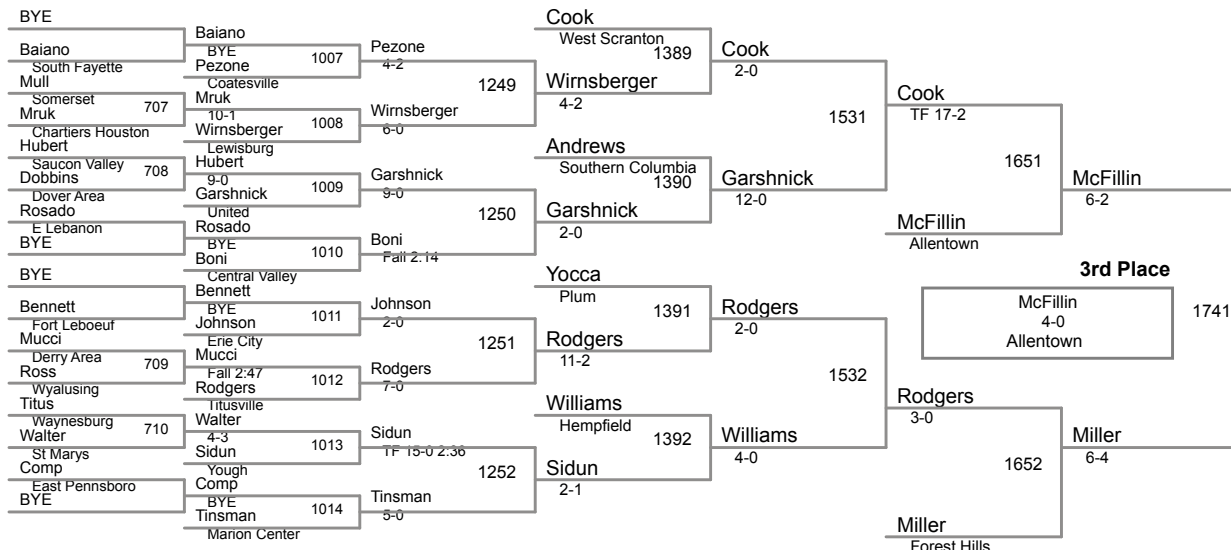 BYE
Baiano
South Fayette
Mull
Somerset
707
Mruk
Chartiers Houston
Hubert
Saucon Valley
708
Dobbins
Dover Area
Rosado
E Lebanon
BYE
BYE
Bennett
Fort Leboeuf
Mucci
Derry Area
709
Ross
Wyalusing
Titus
Waynesburg
710
Walter
St Marys
Comp
East Pennsboro
BYE
Baiano
BYE
1007
Pezone
Coatesville
Mruk
10-1
1008
Wirnsberger
Lewisburg
Hubert
9-0
1009
Garshnick
United
Rosado
BYE
1010
Boni
Central Valley
Bennett
BYE
1011
Johnson
Erie City
Mucci
Fall 2:47
1012
Rodgers
Titusville
Walter
4-3
1013
Sidun
Yough
Comp
BYE
1014
Tinsman
Marion Center
Pezone
4-2
1249
Wirnsberger
6-0
Garshnick
9-0
1250
Boni
Fall 2:14
Johnson
2-0
1251
Rodgers
7-0
Sidun
TF 15-0 2:36
1252
Tinsman
5-0
Cook
West Scranton
1389
Wirnsberger
4-2
Andrews
Southern Columbia
1390
Garshnick
2-0
Yocca
Plum
1391
Rodgers
11-2
Williams
Hempfield
1392
Sidun
2-1
Cook
2-0
1531
Garshnick
12-0
Rodgers
2-0
1532
Williams
4-0
Cook
TF 17-2
1651
McFillin
Allentown
Rodgers
3-0
1652
Miller
Forest Hills
McFillin
6-2
3rd Place
McFillin
4-0
Allentown
1741
Miller
6-4